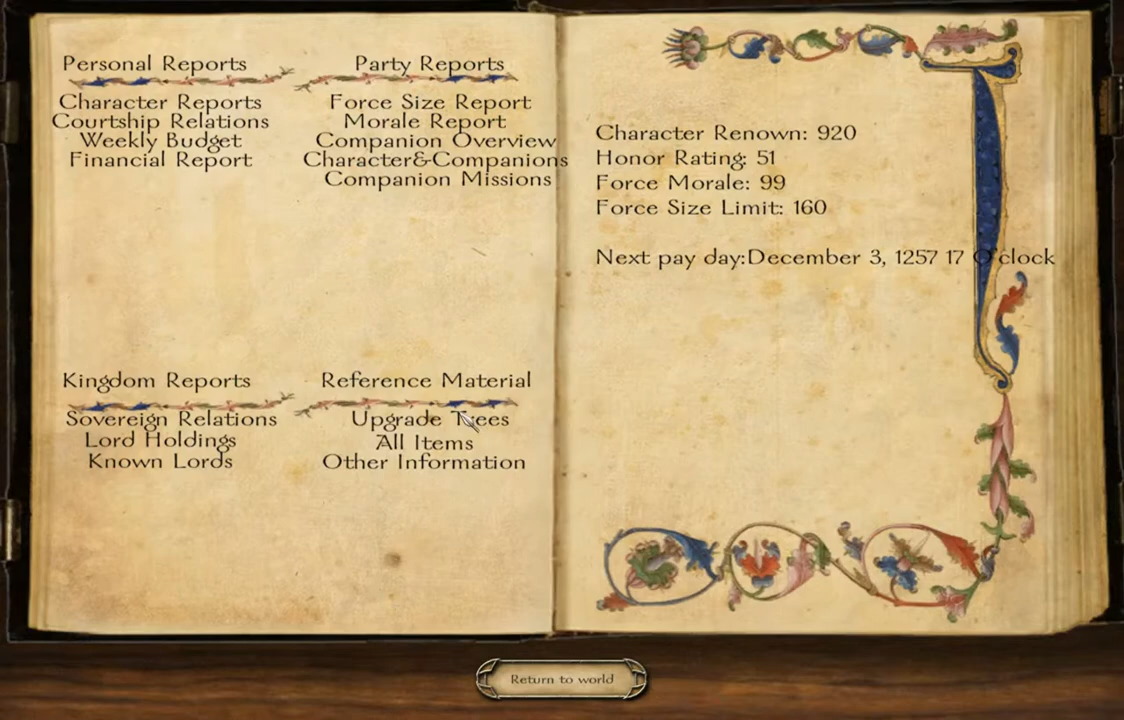 Personal Reports
Character Reports
Courtship Relations
Weekly Budget
Financial Report
Party Reports
Force Size Report
Morale Report
Companion Overview
Character&Companions
Companion Missions
Kingdom Reports
Sovereign Relations
Lord Holdings
Known Lords
Reference Material
Upgrade Trees
All Items
Other Information
Character Renown: 920
Honor Rating: 51
Force Morale: 99
Force Size Limit: 160
Next pay day:December 3, 1257 17 O'clock
Return to world